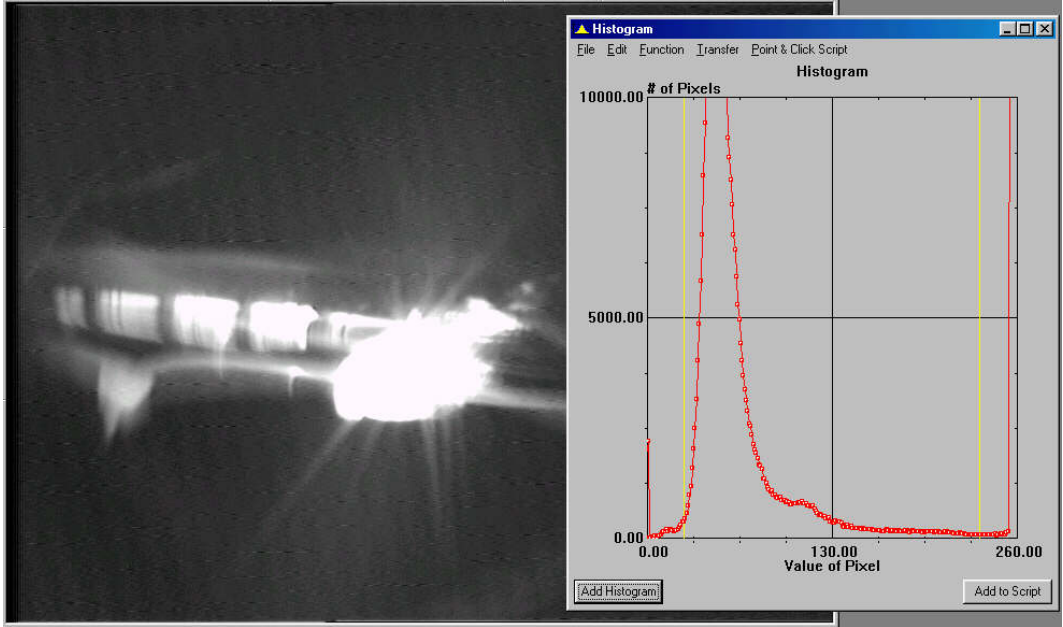 Histogram
File Edit Function Transfer Point & Click Script
Histogram
# of Pixels
10000.00
5000.00
0.00
0.00 130.00 260.00
Value of Pixel
Add Histogram Add to Script